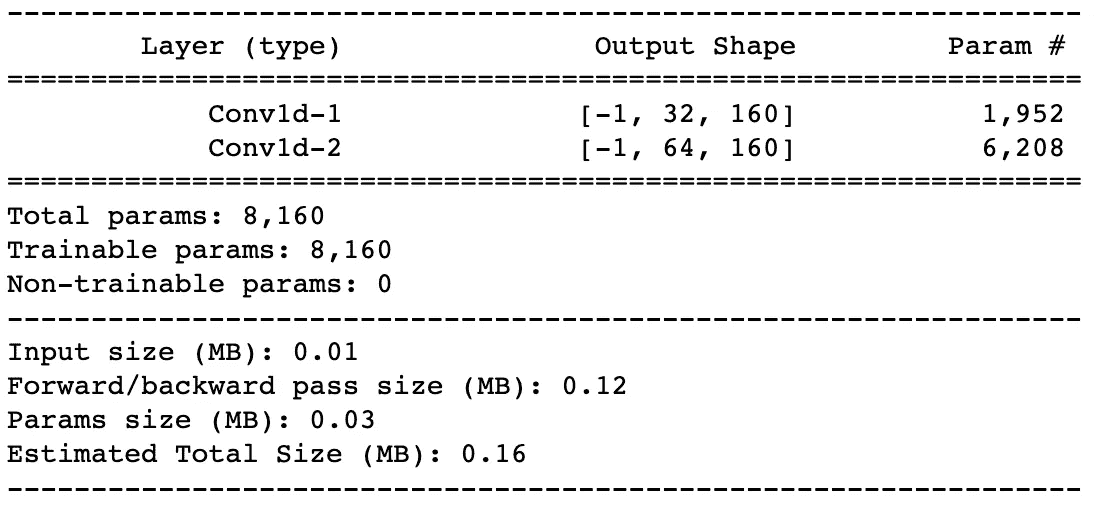 ----------------------------------------------------------------
        Layer (type)               Output Shape         Param #
================================================================
            Conv1d-1              [-1, 32, 160]           1,952
            Conv1d-2              [-1, 64, 160]           6,208
================================================================
Total params: 8,160
Trainable params: 8,160
Non-trainable params: 0
----------------------------------------------------------------
Input size (MB): 0.01
Forward/backward pass size (MB): 0.12
Params size (MB): 0.03
Estimated Total Size (MB): 0.16
----------------------------------------------------------------